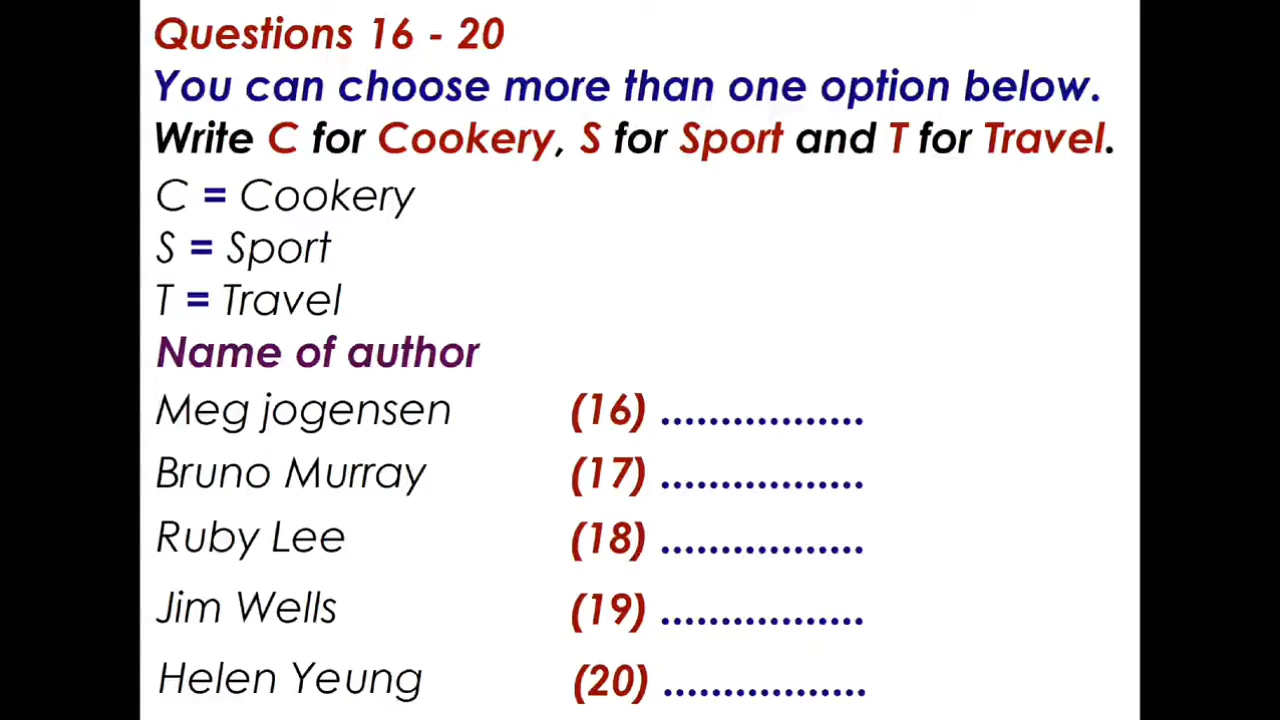 Questions 16 - 20
You can choose more than one option below.
Write C for Cookery, S for Sport and T for Travel.
C = Cookery
S = Sport
T = Travel
Name of author
Meg jogensen (16) .................
Bruno Murray (17) .................
Ruby Lee (18) .................
Jim Wells (19) .................
Helen Yeung (20) .................